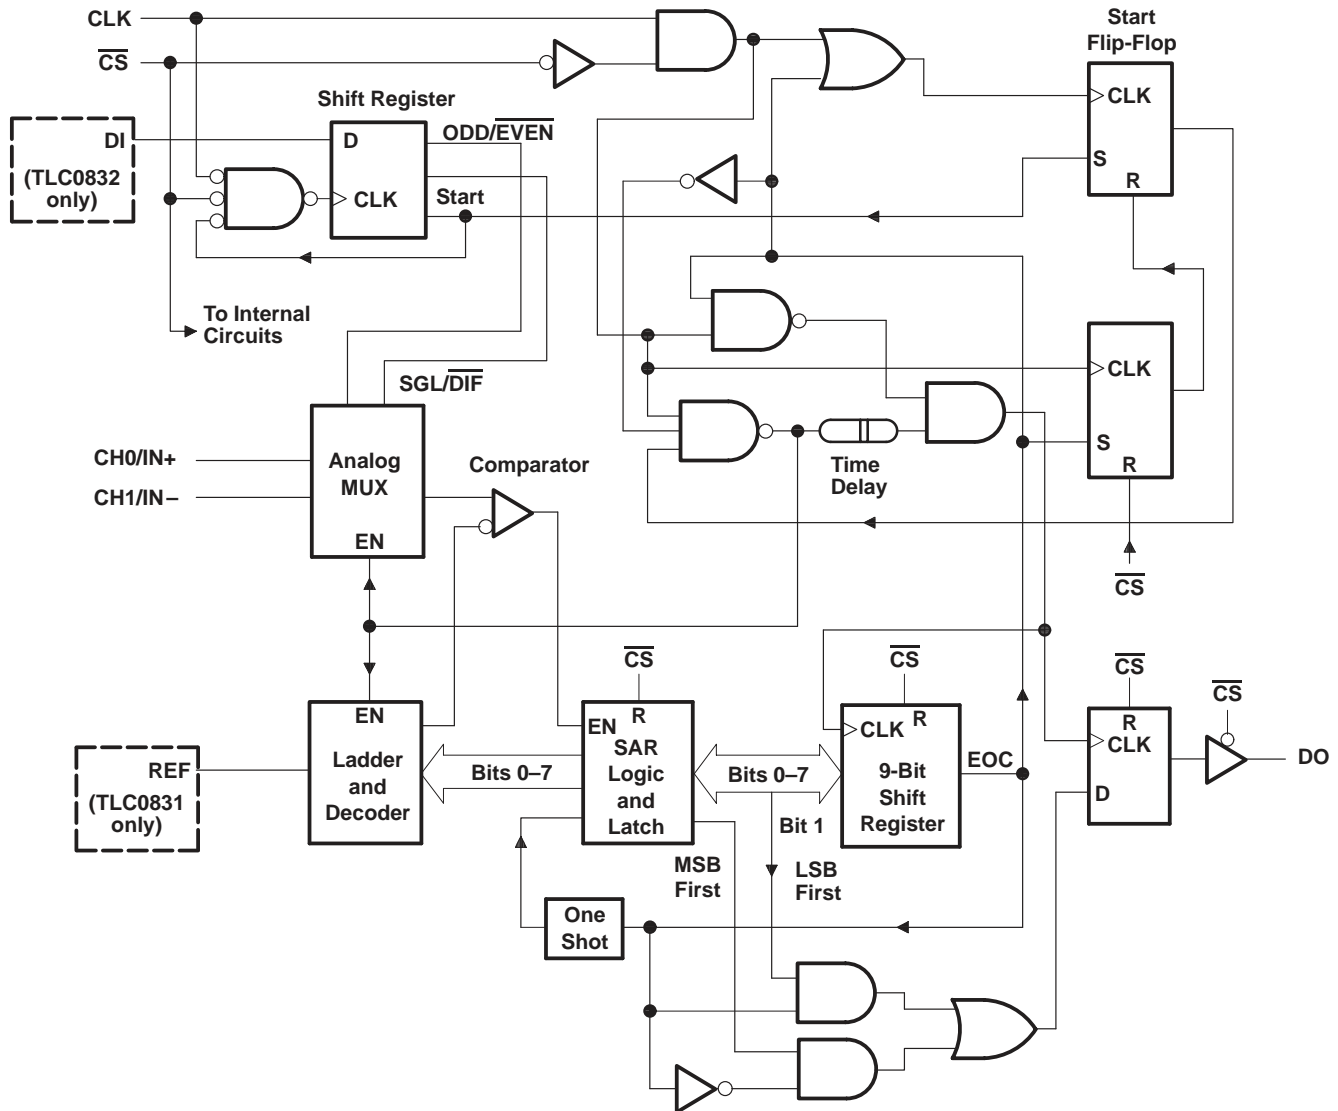 CLK
CS
Start
Flip-Flop
CLK
S
R
Shift Register
ODD/EVEN
DI
(TLC0832
only)
D
CLK
Start
To Internal
Circuits
SGL/DIF
CLK
S
R
CS
CH0/IN+
CH1/IN–
Analog
MUX
EN
Comparator
Time
Delay
CS
CS
CS
CS
EN
Ladder
and
Decoder
REF
(TLC0831
only)
Bits 0–7
R
EN
SAR
Logic
and
Latch
Bits 0–7
Bit 1
R
CLK
9-Bit
Shift
Register
EOC
R
CLK
D
DO
MSB
First
LSB
First
One
Shot